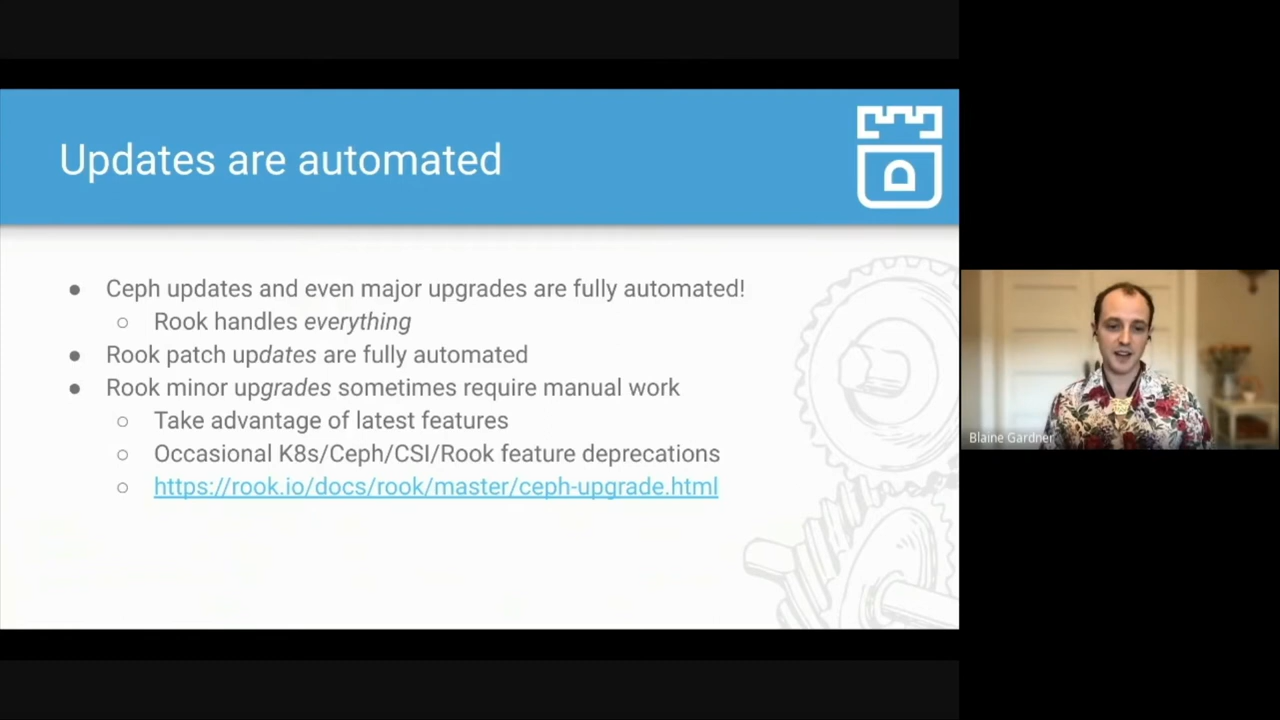 Updates are automated
● Ceph updates and even major upgrades are fully automated!
○ Rook handles everything
● Rook patch updates are fully automated
● Rook minor upgrades sometimes require manual work
○ Take advantage of latest features
○ Occasional K8s/Ceph/CSI/Rook feature deprecations
○ https://rook.io/docs/rook/master/ceph-upgrade.html
Blaine Gardner